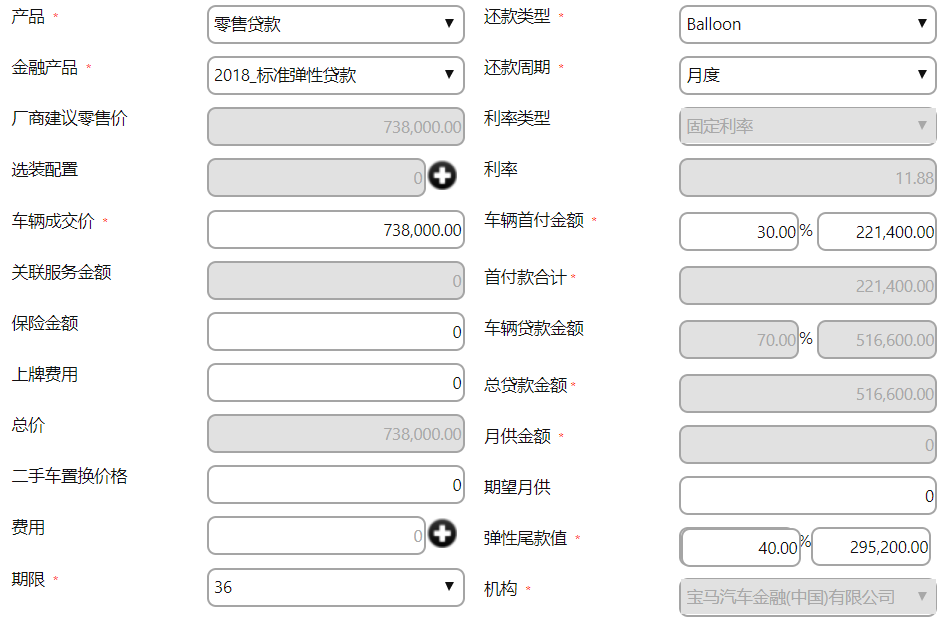 产品 * 零售贷款 还款类型 * Balloon
金融产品 * 2018_标准弹性贷款 还款周期 * 月度
厂商建议零售价 738,000.00 利率类型 固定利率
选装配置 0 利率 11.88
车辆成交价 * 738,000.00 车辆首付金额 * 30.00 % 221,400.00
关联服务金额 0 首付款合计 * 221,400.00
保险金额 0 车辆贷款金额 70.00 % 516,600.00
上牌费用 0 总贷款金额 * 516,600.00
总价 738,000.00 月供金额 * 0
二手车置换价格 0 期望月供 0
费用 0 弹性尾款值 * 40.00 % 295,200.00
期限 * 36 机构 * 宝马汽车金融(中国)有限公司